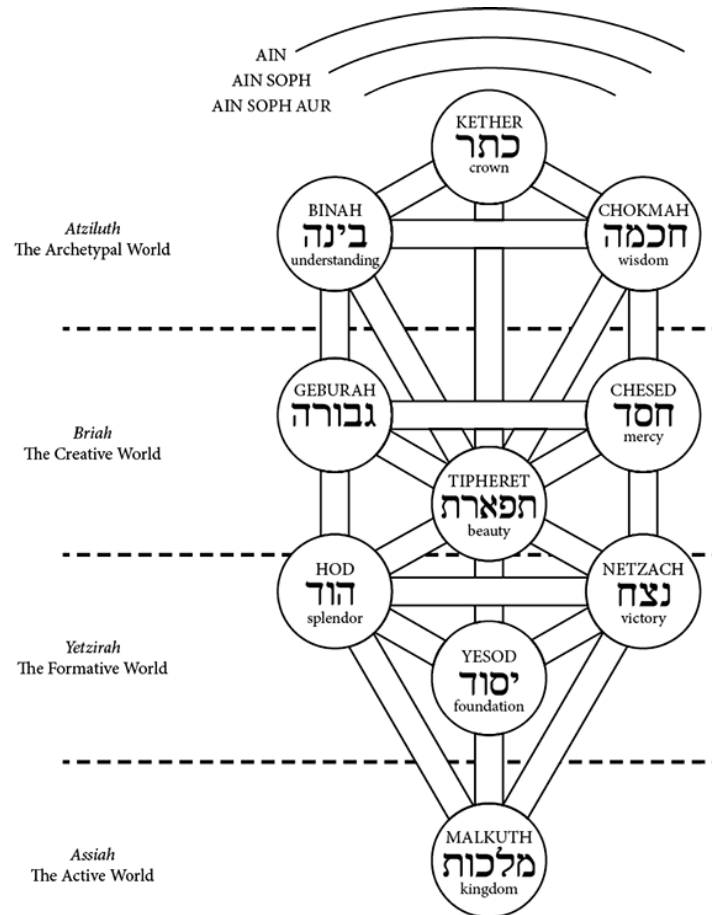 AIN
AIN SOPH
AIN SOPH AUR
KETHER
כתר
crown
BINAH
בינה
understanding
CHOKMAH
חכמה
wisdom
Atziluth
The Archetypal World
GEBURAH
גבורה
CHESED
חסד
mercy
Briah
The Creative World
TIPHERET
תפארת
beauty
HOD
הוד
splendor
NETZACH
נצח
victory
Yetzirah
The Formative World
YESOD
יסוד
foundation
MALKUTH
מלכות
kingdom
Assiah
The Active World